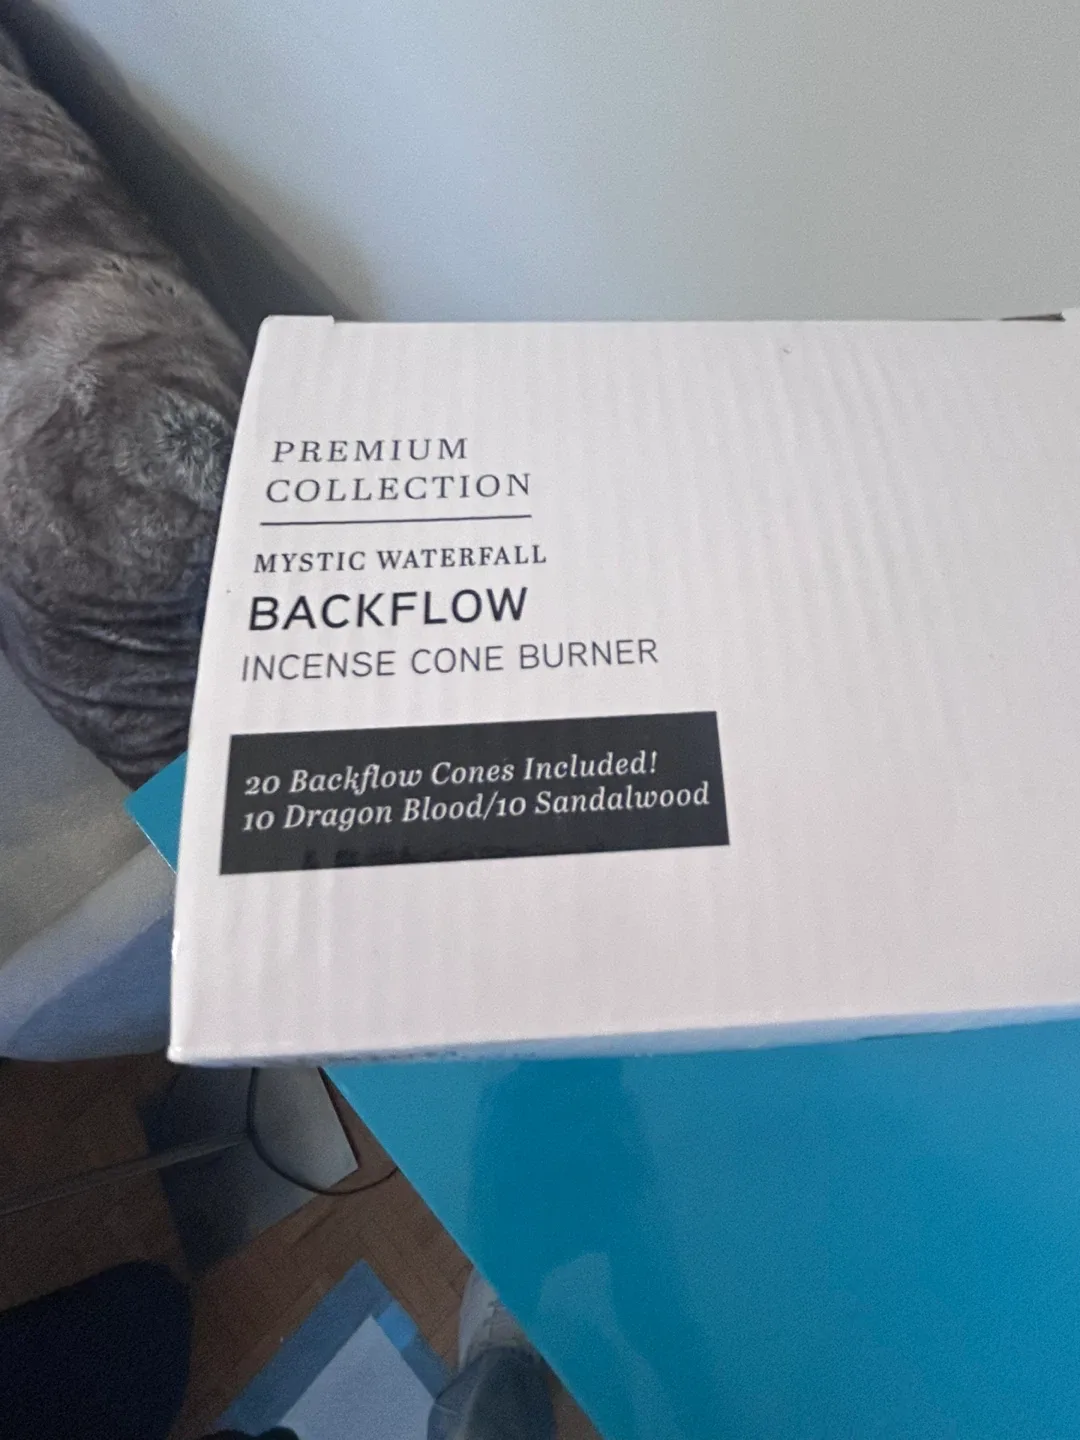 PREMIUM
COLLECTION
MYSTIC WATERFALL
BACKFLOW
INCENSE CONE BURNER
20 Backflow Cones Included!
10 Dragon Blood/10 Sandalwood